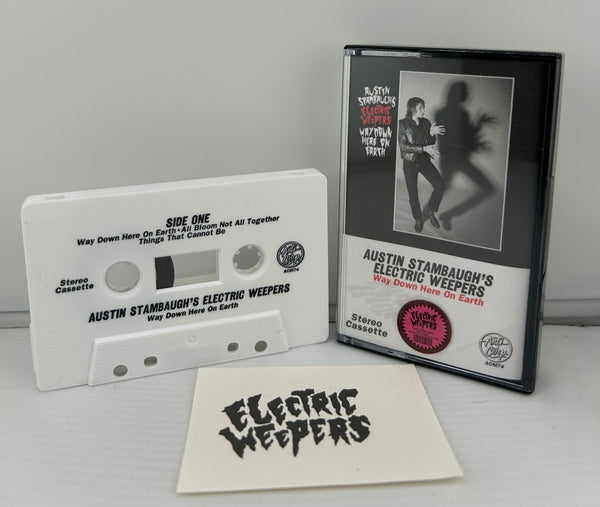 SIDE ONE
Way Down Here On Earth • All Bloom Not All Together
Things That Cannot Be
Stereo
Cassette
ACM74
AUSTIN STAMBAUGH'S ELECTRIC WEEPERS
Way Down Here On Earth
AUSTIN
STAMBAUGH'S
ELECTRIC
WEEPERS
WAY DOWN
HERE ON
EARTH
AUSTIN STAMBAUGH'S
ELECTRIC WEEPERS
Way Down Here On Earth
Stereo
Cassette
ELECTRIC
WEEPERS
ACM74
ELECTRIC
WEEPERS